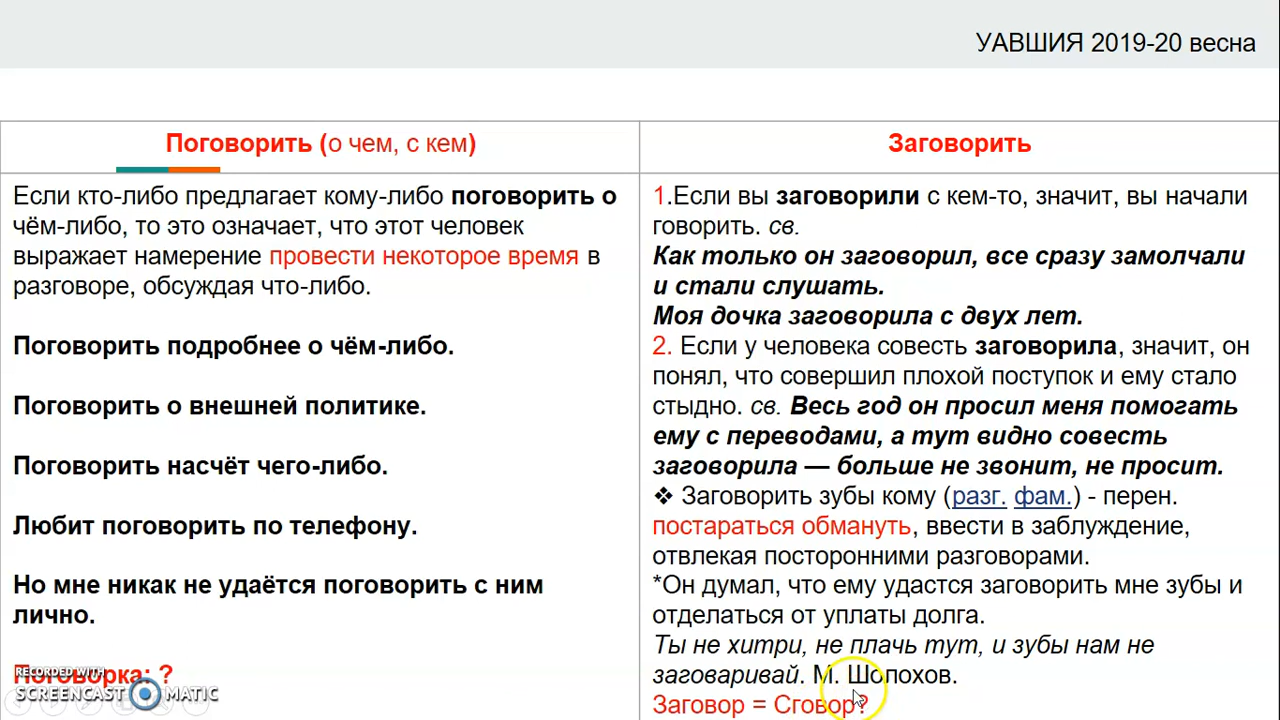 УАВШИЯ 2019-20 весна
Поговорить (о чем, с кем)
Если кто-либо предлагает кому-либо поговорить о
чём-либо, то это означает, что этот человек
выражает намерение провести некоторое время в
разговоре, обсуждая что-либо.
Поговорить подробнее о чём-либо.
Поговорить о внешней политике.
Поговорить насчёт чего-либо.
Любит поговорить по телефону.
Но мне никак не удаётся поговорить с ним
лично.
Поговорка: ?
RECORDED WITH
SCREENCAST MATIC
Заговорить
1.Если вы заговорили с кем-то, значит, вы начали
говорить. св.
Как только он заговорил, все сразу замолчали
и стали слушать.
Моя дочка заговорила с двух лет.
2. Если у человека совесть заговорила, значит, он
понял, что совершил плохой поступок и ему стало
стыдно. св. Весь год он просил меня помогать
ему с переводами, а тут видно совесть
заговорила — больше не звонит, не просит.
❖ Заговорить зубы кому (разг. фам.) - перен.
постараться обмануть, ввести в заблуждение,
отвлекая посторонними разговорами.
*Он думал, что ему удастся заговорить мне зубы и
отделаться от уплаты долга.
Ты не хитри, не плачь тут, и зубы нам не
заговаривай. М. Шолохов.
Заговор = Сговор?